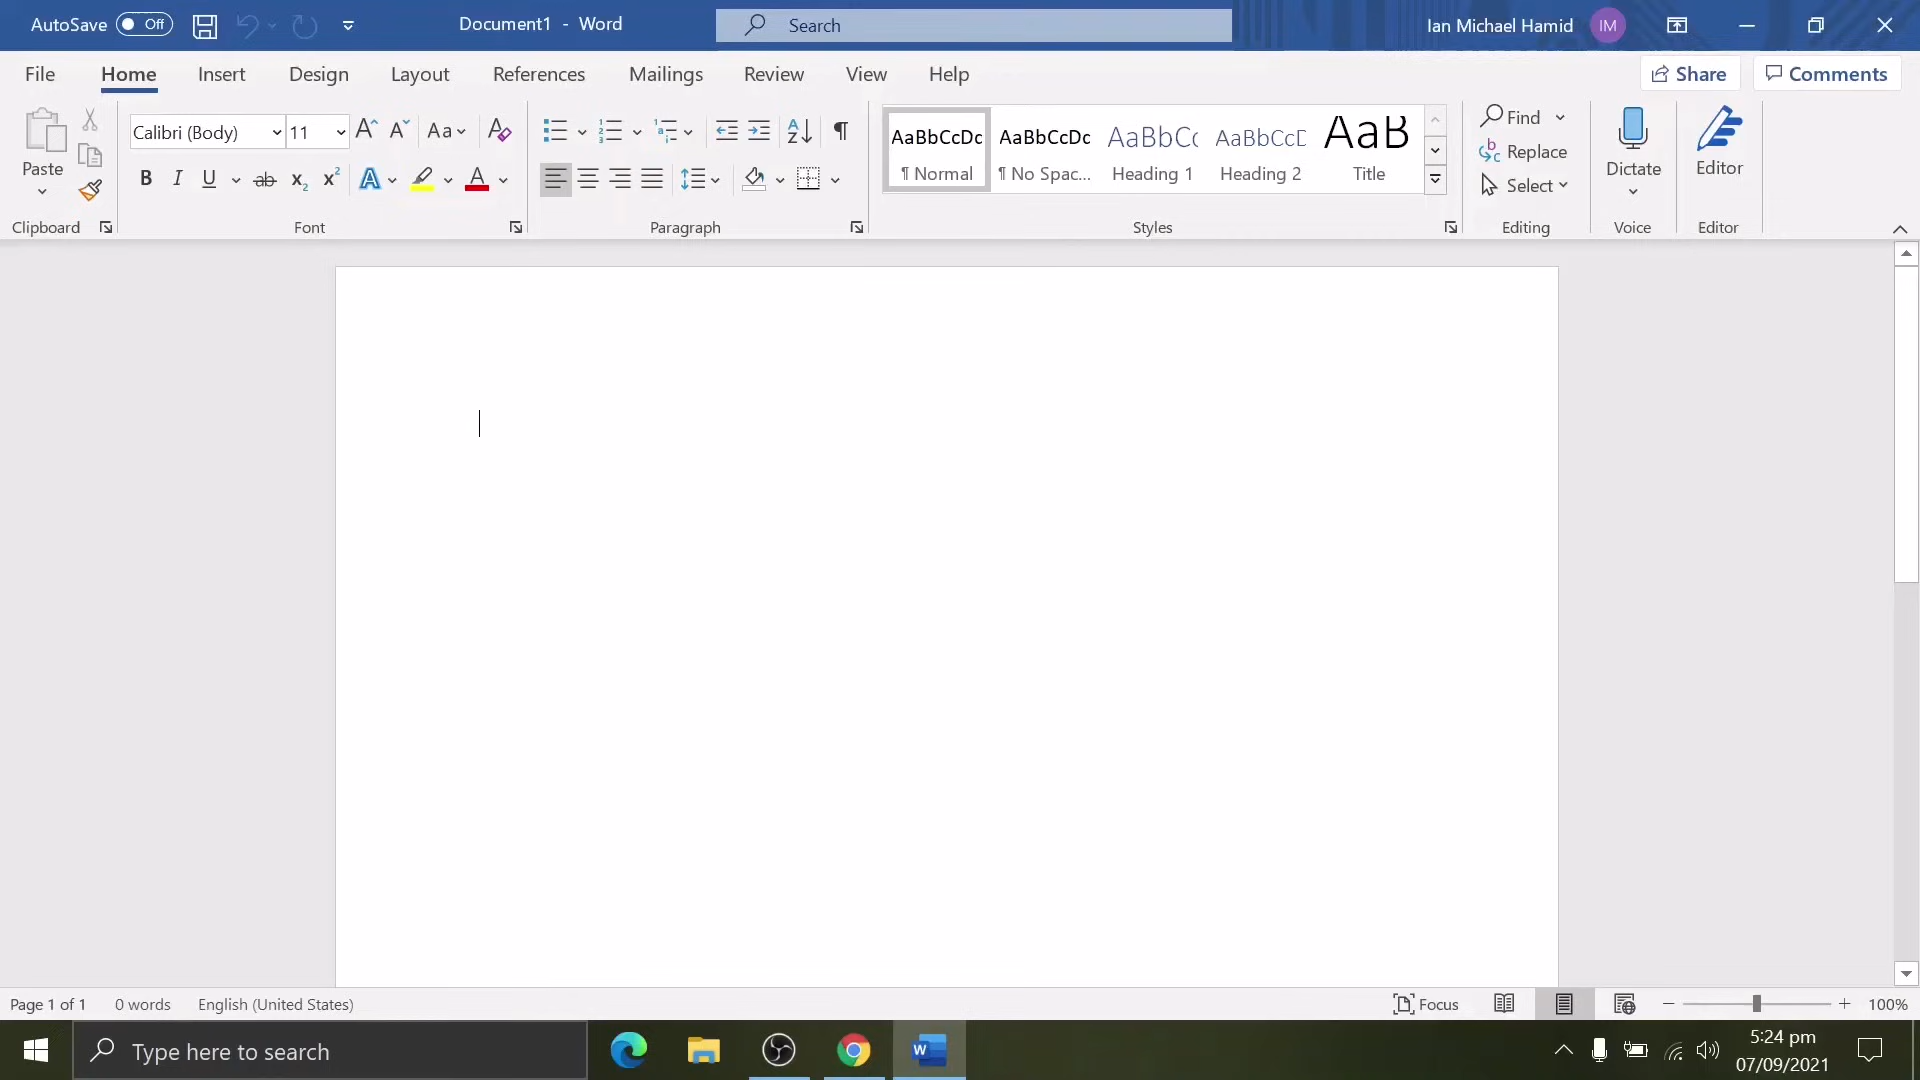 AutoSave Off
Document1 - Word
Search
Ian Michael Hamid IM
File Home Insert Design Layout References Mailings Review View Help
Share Comments
Paste
Clipboard
Calibri (Body) 11
A A Aa A
B I U ab x2 x2 A A
Font
Paragraph
AaBbCcDc AaBbCcDc AaBbCc AaBbCcD AaB
¶ Normal ¶ No Spac... Heading 1 Heading 2 Title
Styles
Find
Replace
Select
Editing
Dictate
Voice
Editor
Editor
Page 1 of 1 0 words English (United States)
Focus
100%
Type here to search
5:24 pm
07/09/2021